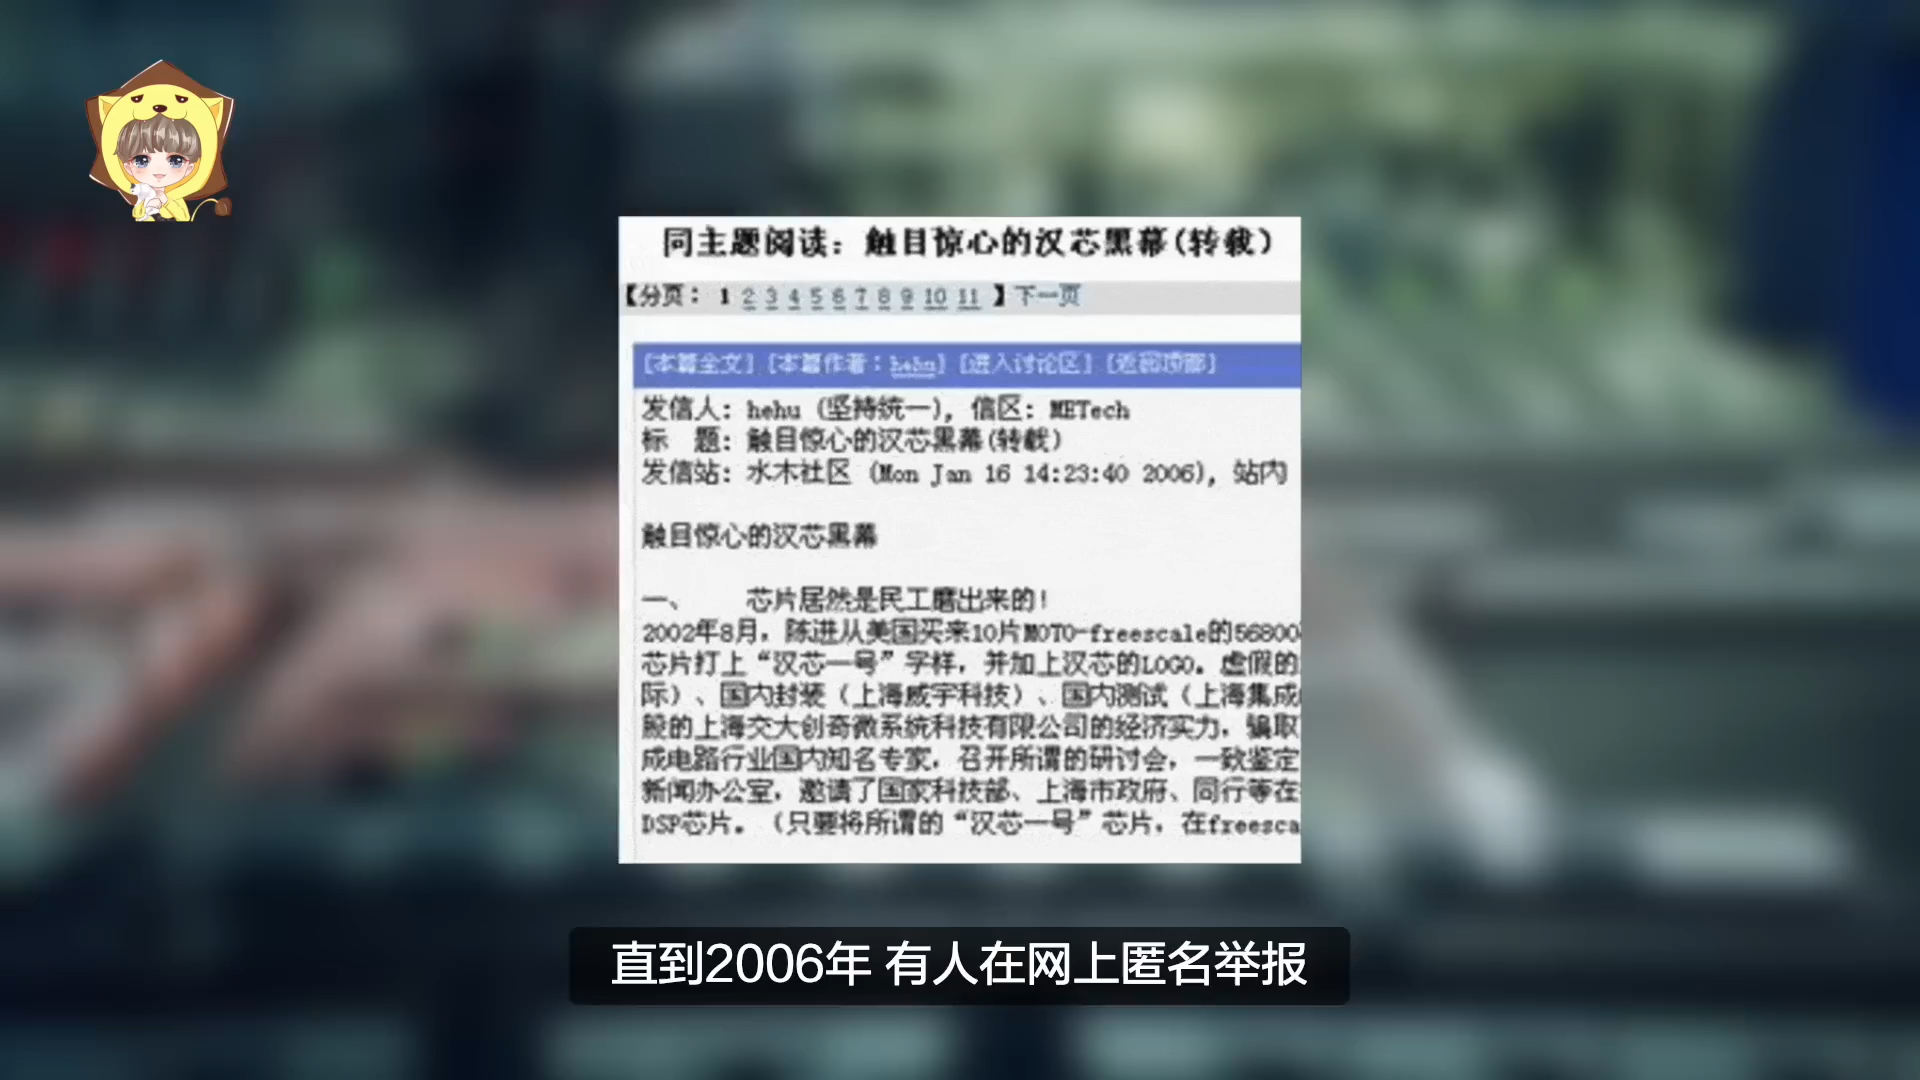 同主题阅读：触目惊心的汉芯黑幕(转载)
【分页： 1 2 3 4 5 6 7 8 9 10 11 】下一页
[本篇全文] [本篇作者：hehu] [进入讨论区] [返回顶部]
发信人: hehu (坚持统一), 信区: METech
标 题: 触目惊心的汉芯黑幕(转载)
发信站: 水木社区 (Mon Jan 16 14:23:40 2006), 站内
触目惊心的汉芯黑幕
一、 芯片居然是民工磨出来的！
2002年8月，陈进从美国买来10片MOTO-freescale的56800
芯片打上“汉芯一号”字样，并加上汉芯的LOGO。虚假的
际）、国内封装（上海威宇科技）、国内测试（上海集成
股的上海交大创奇微系统科技有限公司的经济实力，骗取
成电路行业国内知名专家，召开所谓的研讨会，一致鉴定
新闻办公室，邀请了国家科技部、上海市政府、同行等在
DSP芯片。（只要将所谓的“汉芯一号”芯片，在freesca
直到2006年 有人在网上匿名举报